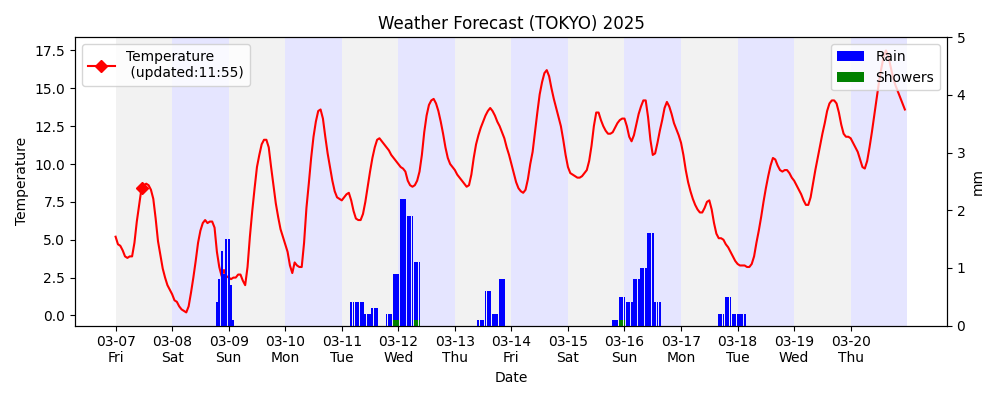 Weather Forecast (TOKYO) 2025
Temperature
(updated:11:55)
Rain
Showers
Temperature
17.5
15.0
12.5
10.0
7.5
5.0
2.5
0.0
5
4
3
2
1
0
mm
03-07 03-08 03-09 03-10 03-11 03-12 03-13 03-14 03-15 03-16 03-17 03-18 03-19 03-20
Fri Sat Sun Mon Tue Wed Thu Fri Sat Sun Mon Tue Wed Thu
Date